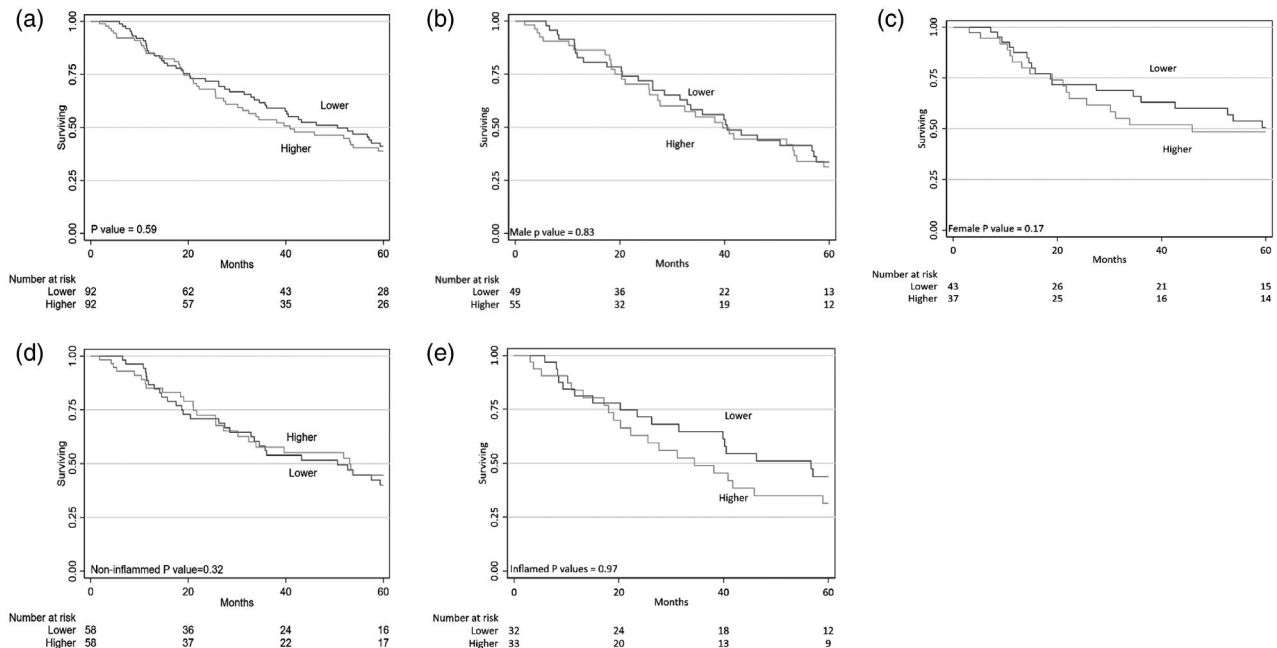 (a)
1.00
0.75
0.50
0.25
0.00
Surviving
Lower
Higher
P value = 0.59
0 20 40 60
Months
Number at risk
Lower 92 62 43 28
Higher 92 57 35 26
(b)
1.00
0.75
0.50
0.25
0.00
Surviving
Lower
Higher
Male p value = 0.83
0 20 40 60
Months
Number at risk
Lower 49 36 22 13
Higher 55 32 19 12
(c)
1.00
0.75
0.50
0.25
0.00
Surviving
Lower
Higher
Female P value = 0.17
0 20 40 60
Months
Number at risk
Lower 43 26 21 15
Higher 37 25 16 14
(d)
1.00
0.75
0.50
0.25
0.00
Surviving
Higher
Lower
Non-inflammed P value=0.32
0 20 40 60
Months
Number at risk
Lower 58 36 24 16
Higher 58 37 22 17
(e)
1.00
0.75
0.50
0.25
0.00
Surviving
Lower
Higher
Inflamed P values = 0.97
0 20 40 60
Months
Number at risk
Lower 32 24 18 12
Higher 33 20 13 9